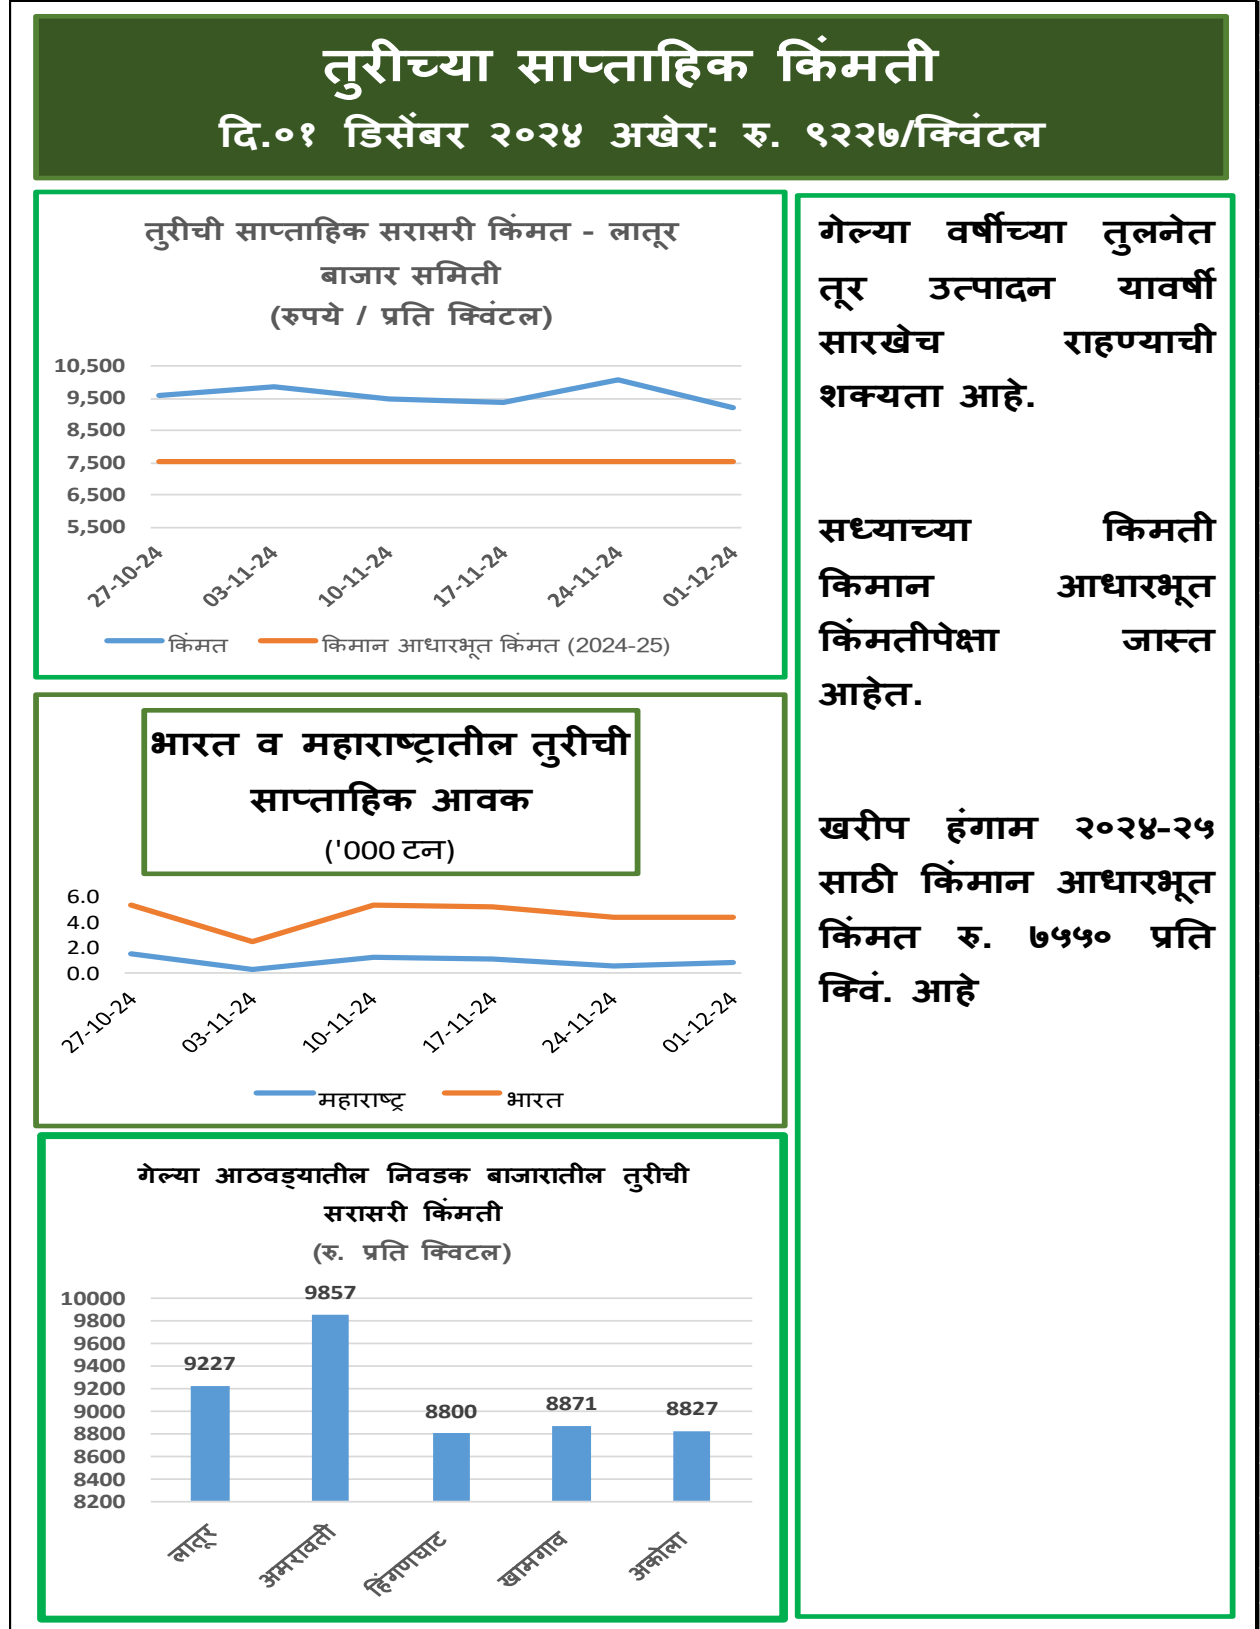 तुरीच्या साप्ताहिक किंमती
दि.०१ डिसेंबर २०२४ अखेर: रु. ९२२७/क्विंटल
तुरीची साप्ताहिक सरासरी किंमत - लातूर
बाजार समिती
(रुपये / प्रति क्विंटल)
10,500
9,500
8,500
7,500
6,500
5,500
27-10-24
03-11-24
10-11-24
17-11-24
24-11-24
01-12-24
किंमत
किमान आधारभूत किंमत (2024-25)
भारत व महाराष्ट्रातील तुरीची
साप्ताहिक आवक
('000 टन)
6.0
4.0
2.0
0.0
27-10-24
03-11-24
10-11-24
17-11-24
24-11-24
01-12-24
महाराष्ट्र
भारत
गेल्या आठवड्यातील निवडक बाजारातील तुरीची
सरासरी किंमती
(रु. प्रति क्विटल)
10000
9800
9600
9400
9200
9000
8800
8600
8400
8200
9227
9857
8800
8871
8827
लातूर
अमरावती
हिंगणघाट
खामगाव
अकोला
गेल्या वर्षीच्या तुलनेत
तूर उत्पादन यावर्षी
सारखेच राहण्याची
शक्यता आहे.
सध्याच्या किमती
किमान आधारभूत
किंमतीपेक्षा जास्त
आहेत.
खरीप हंगाम २०२४-२५
साठी किंमान आधारभूत
किंमत रु. ७५५० प्रति
क्विं. आहे